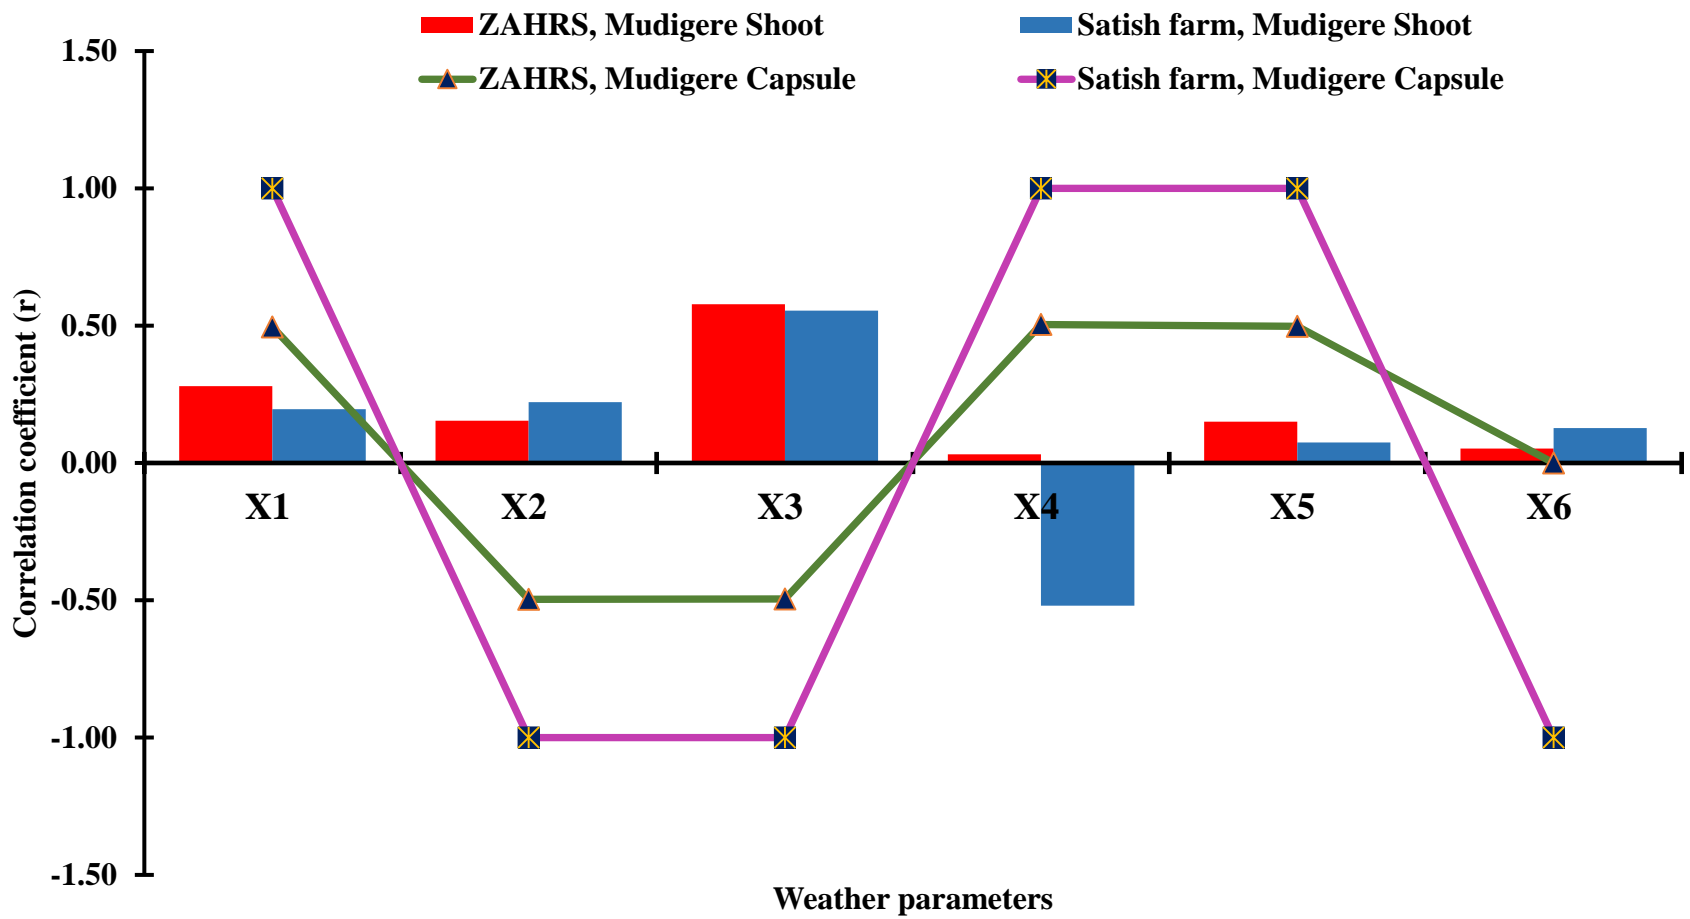 ZAHRS, Mudigere Shoot
Satish farm, Mudigere Shoot
ZAHRS, Mudigere Capsule
Satish farm, Mudigere Capsule
1.50
1.00
0.50
0.00
-0.50
-1.00
-1.50
Correlation coefficient (r)
X1
X2
X3
X4
X5
X6
Weather parameters